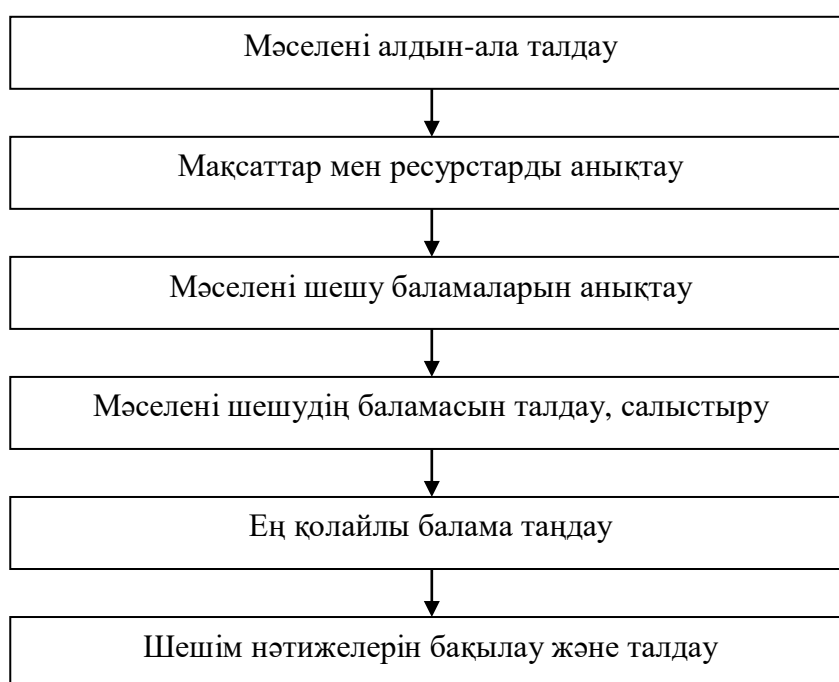 Мәселені алдын-ала талдау
Мақсаттар мен ресурстарды анықтау
Мәселені шешу баламаларын анықтау
Мәселені шешудің баламасын талдау, салыстыру
Ең қолайлы балама таңдау
Шешім нәтижелерін бақылау және талдау